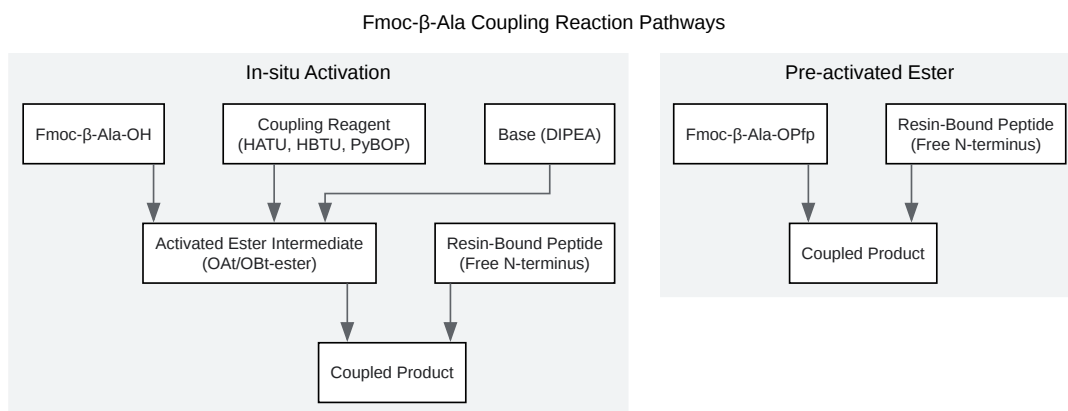 Fmoc-β-Ala Coupling Reaction Pathways
In-situ Activation
Fmoc-β-Ala-OH
Coupling Reagent
(HATU, HBTU, PyBOP)
Base (DIPEA)
Activated Ester Intermediate
(OAt/OBt-ester)
Resin-Bound Peptide
(Free N-terminus)
Coupled Product
Pre-activated Ester
Fmoc-β-Ala-OPfp
Resin-Bound Peptide
(Free N-terminus)
Coupled Product